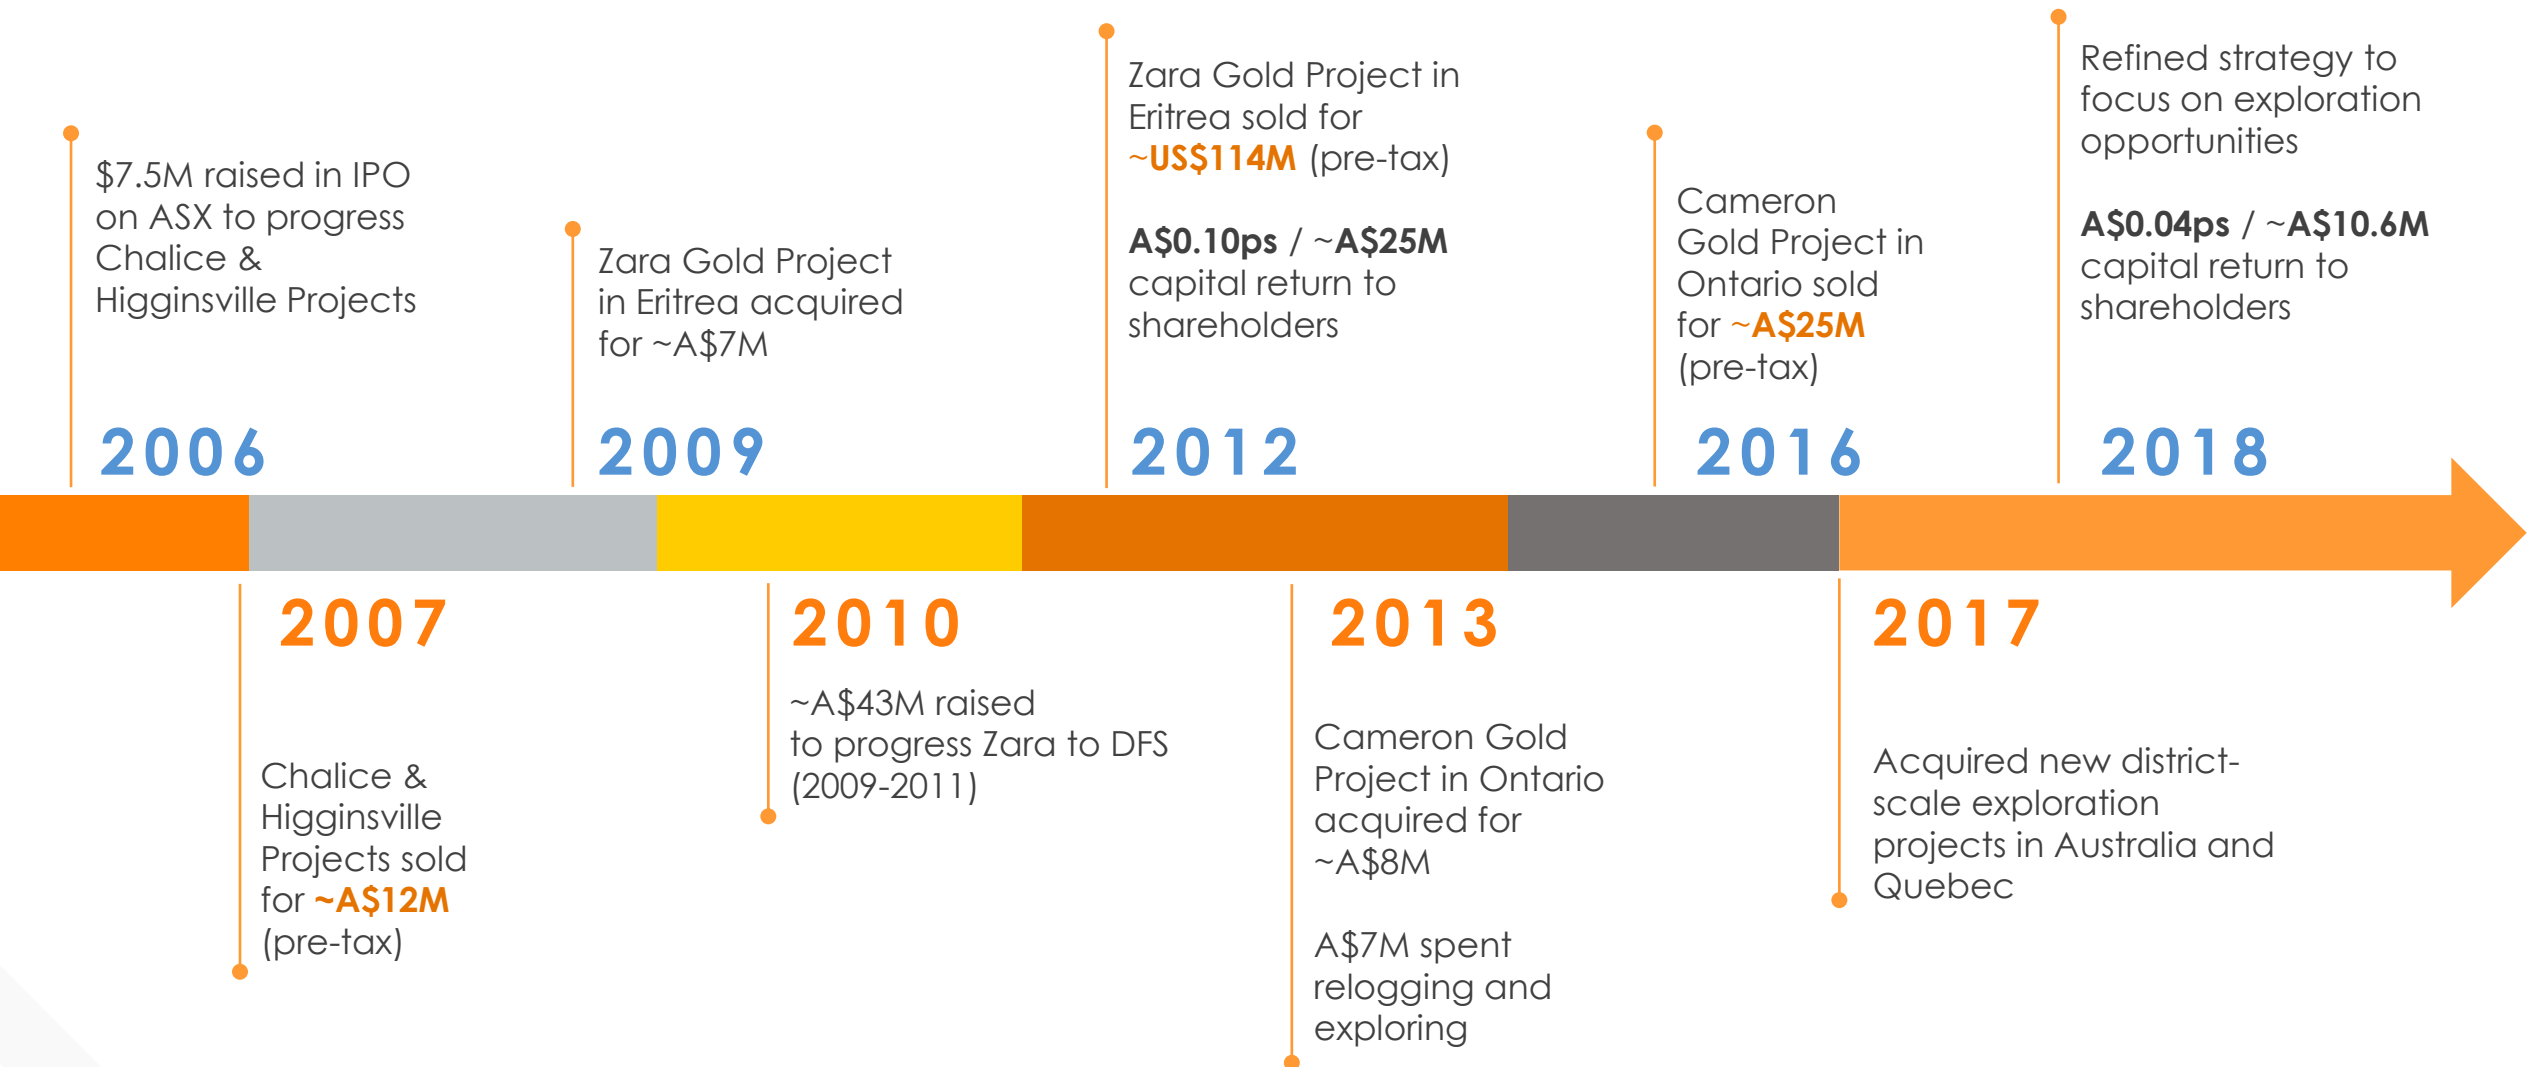 $7.5M raised in IPO
on ASX to progress
Chalice &
Higginsville Projects
2006
Chalice &
Higginsville
Projects sold
for ~A$12M
(pre-tax)
2007
Zara Gold Project
in Eritrea acquired
for ~A$7M
2009
2010
~A$43M raised
to progress Zara to DFS
(2009-2011)
Zara Gold Project in
Eritrea sold for
~US$114M (pre-tax)
A$0.10ps / ~A$25M
capital return to
shareholders
2012
2013
Cameron Gold
Project in Ontario
acquired for
~A$8M
A$7M spent
relogging and
exploring
Cameron
Gold Project in
Ontario sold
for ~A$25M
(pre-tax)
2016
2017
Acquired new district-
scale exploration
projects in Australia and
Quebec
Refined strategy to
focus on exploration
opportunities
A$0.04ps / ~A$10.6M
capital return to
shareholders
2018